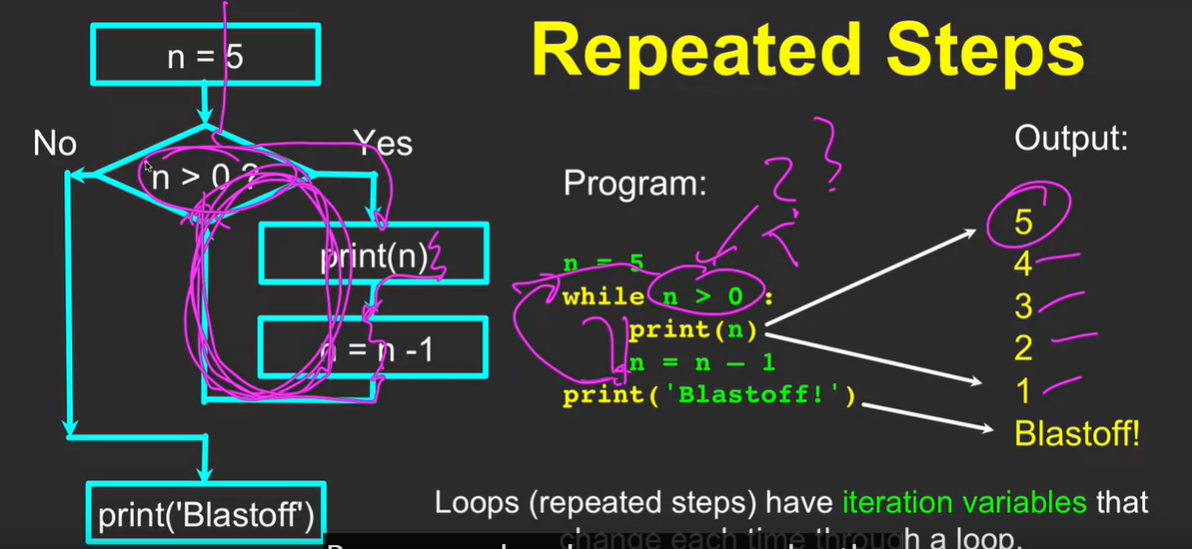 Repeated Steps
n = 5
No
Yes
n > 0 ?
print(n)
n = n -1
print('Blastoff')
Program:
n = 5
while n > 0 :
print(n)
n = n – 1
print('Blastoff!')
Output:
5
4
3
2
1
Blastoff!
Loops (repeated steps) have iteration variables that
change each time through a loop.